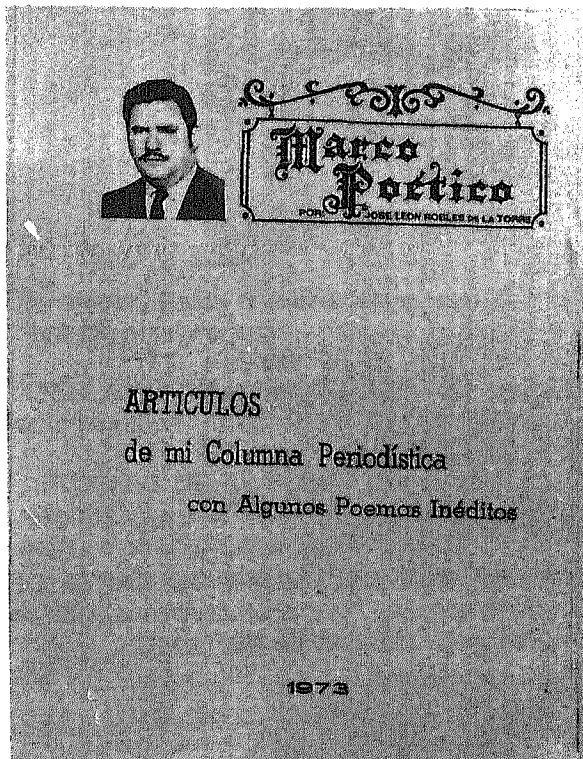 Marco
Poético
POR: JOSE LEON ROBLES DE LA TORRE
ARTICULOS
de mi Columna Periodística
con Algunos Poemas Inéditos
1973